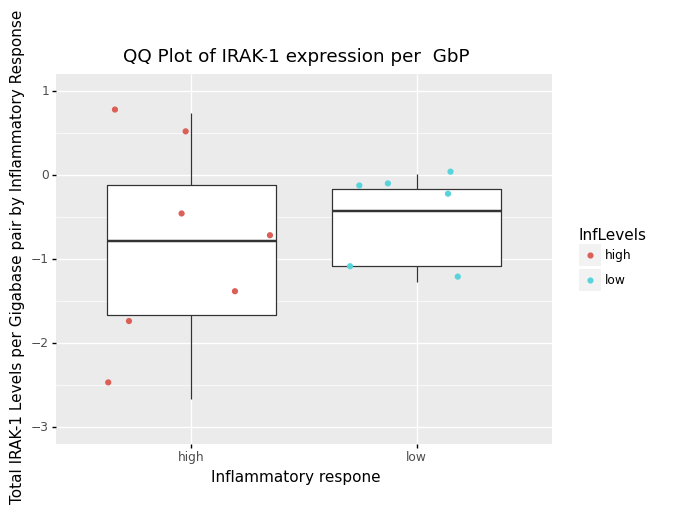 QQ Plot of IRAK-1 expression per  GbP
Total IRAK-1 Levels per Gigabase pair by Inflammatory Response
1
0
−1
−2
−3
high
low
Inflammatory respone
InfLevels
high
low